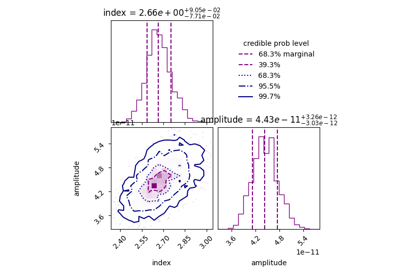 index = 2.66e+00+9.05e−02−7.71e−02
credible prob level
68.3% marginal
39.3%
68.3%
95.5%
99.7%
1e−11
amplitude = 4.43e−11+3.26e−12−3.03e−12
amplitude
5.4
4.8
4.2
3.6
2.40
2.55
2.70
2.85
3.00
index
3.6
4.2
4.8
5.4
1e−11
amplitude